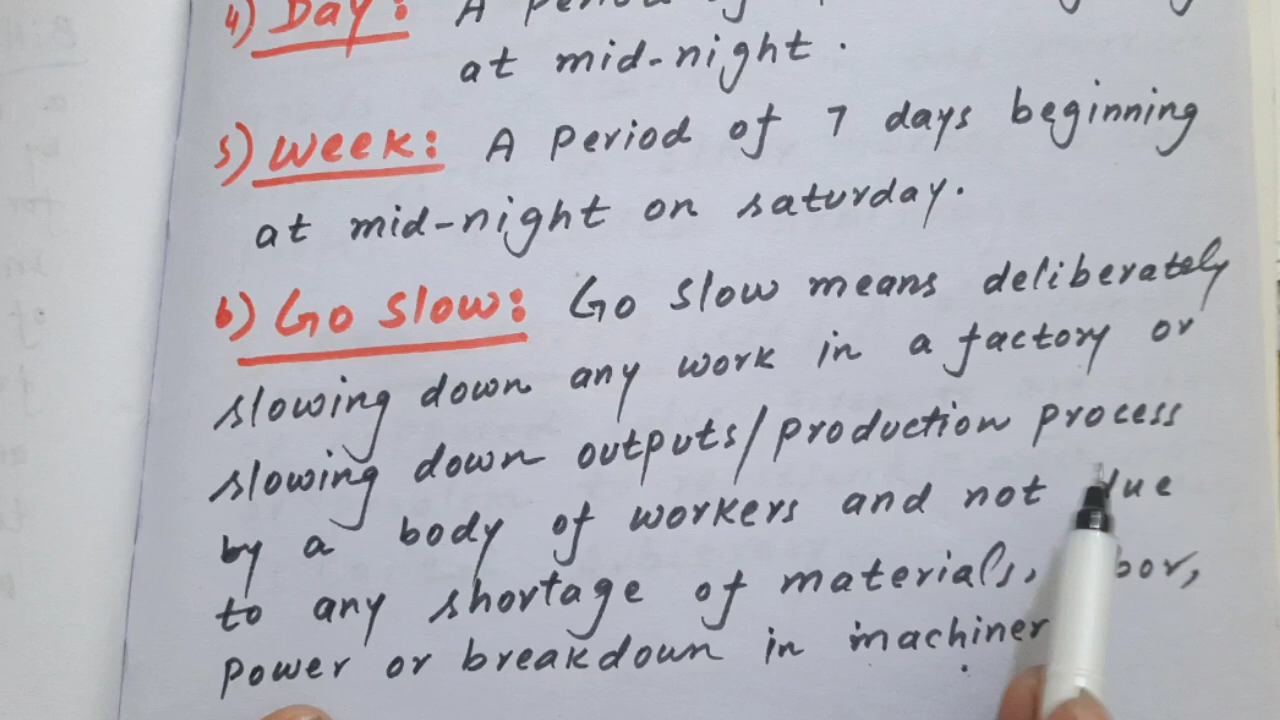 4) Day: A Period of
at mid-night.
5) Week: A Period of 7 days beginning
at mid-night on saturday.
6) Go Slow: Go slow means deliberately
slowing down any work in a factory or
slowing down outputs/production process
by a body of workers and not due
to any shortage of materials,
power or breakdown in